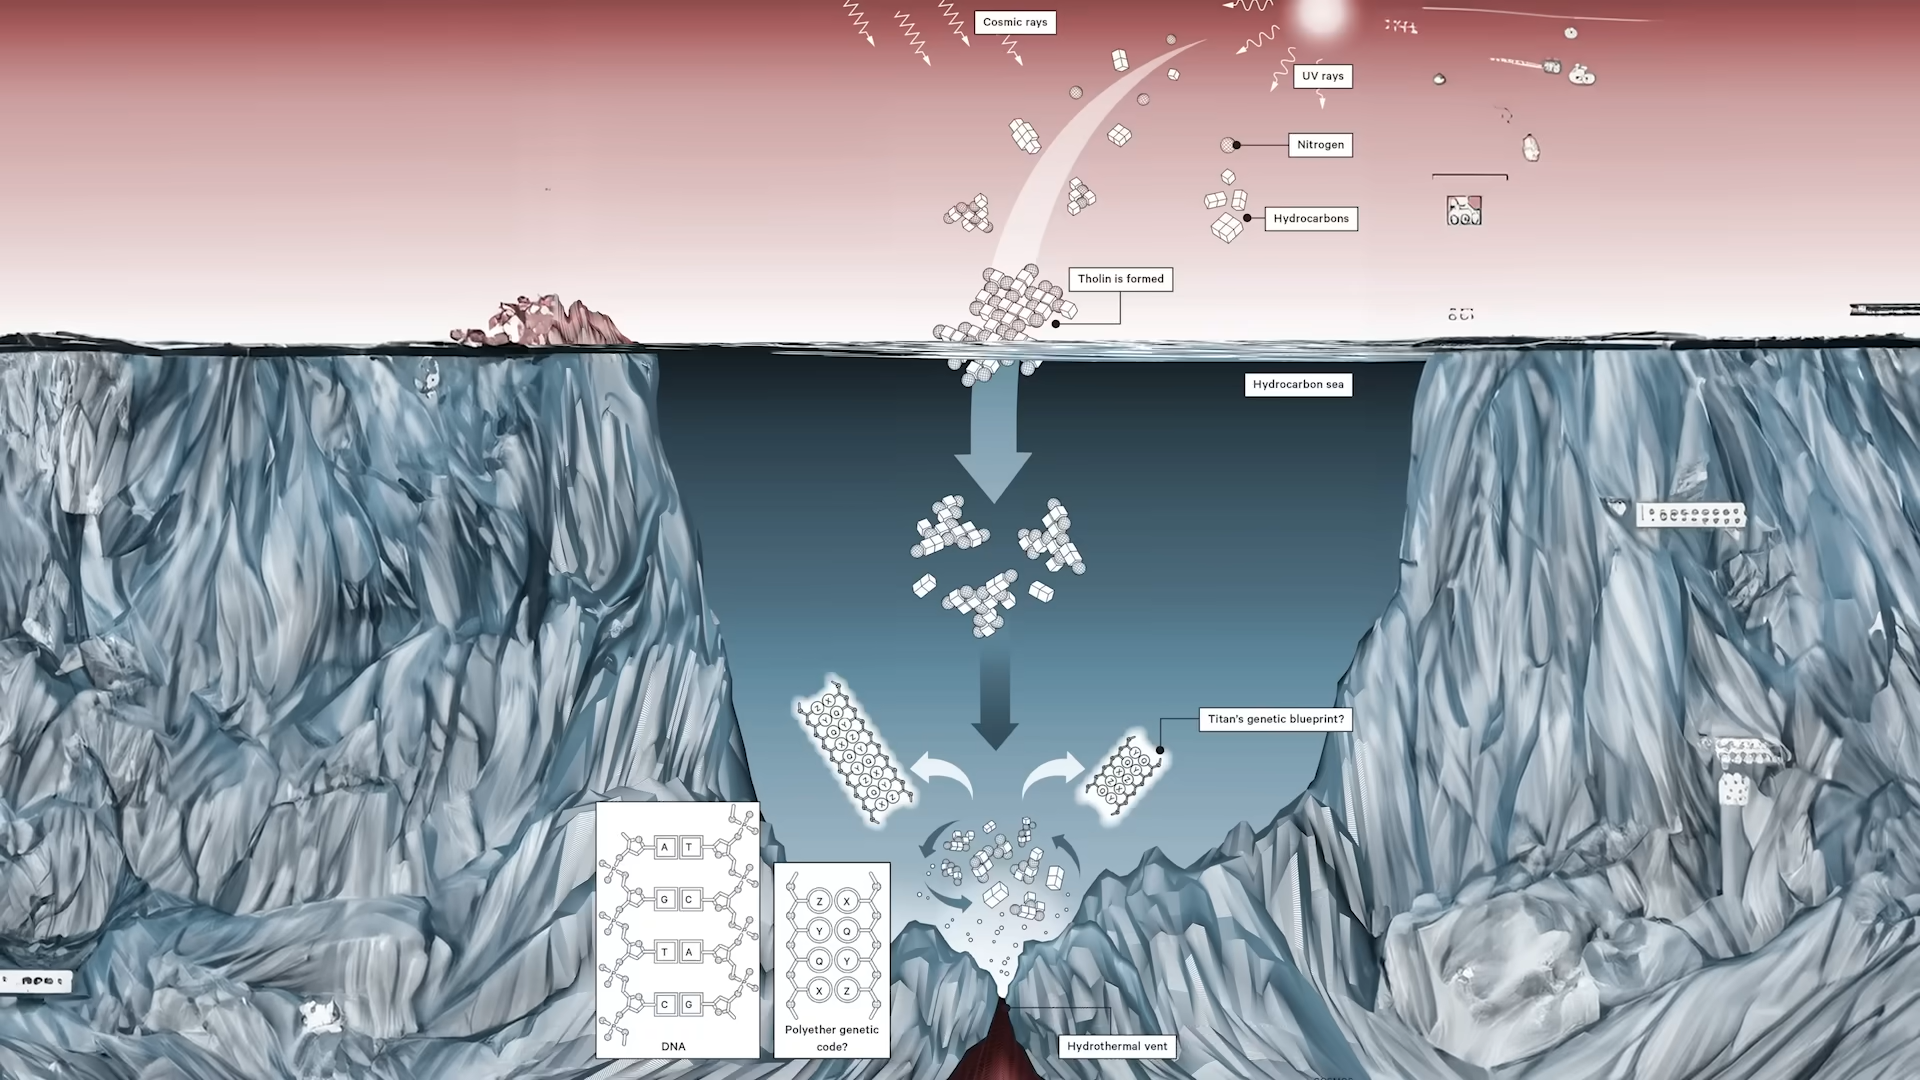 Cosmic rays
UV rays
Nitrogen
Hydrocarbons
Tholin is formed
Hydrocarbon sea
Titan's genetic blueprint?
A T
G C
T A
C G
DNA
Z X
Y Q
Q Y
X Z
Polyether genetic
code?
Hydrothermal vent